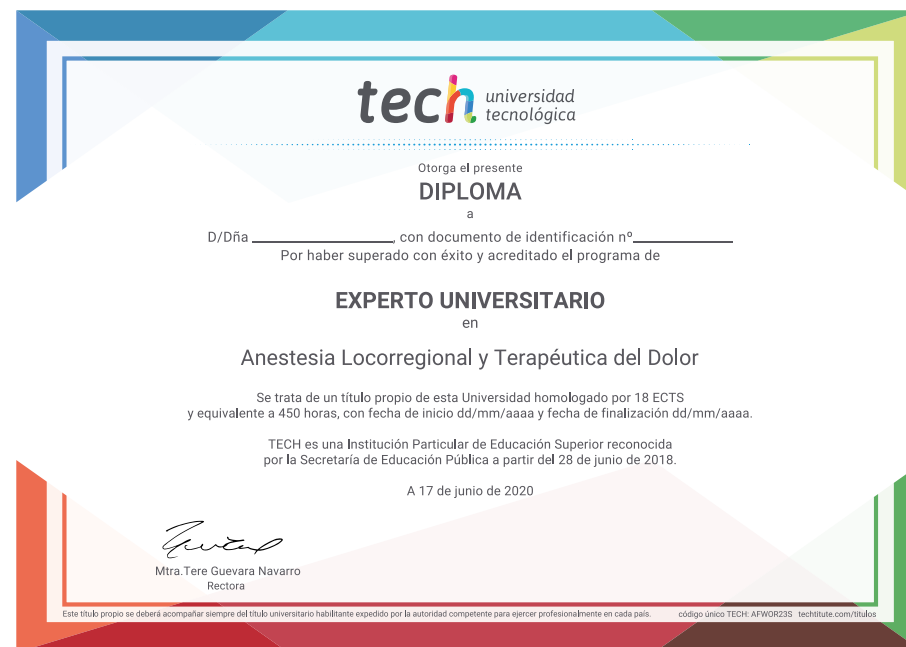 tech universidad
tecnológica
Otorga el presente
DIPLOMA
a
D/Dña ____________________, con documento de identificación nº______________
Por haber superado con éxito y acreditado el programa de
EXPERTO UNIVERSITARIO
en
Anestesia Locorregional y Terapéutica del Dolor
Se trata de un título propio de esta Universidad homologado por 18 ECTS
y equivalente a 450 horas, con fecha de inicio dd/mm/aaaa y fecha de finalización dd/mm/aaaa.
TECH es una Institución Particular de Educación Superior reconocida
por la Secretaría de Educación Pública a partir del 28 de junio de 2018.
A 17 de junio de 2020
Mtra.Tere Guevara Navarro
Rectora
Este título propio se deberá acompañar siempre del título universitario habilitante expedido por la autoridad competente para ejercer profesionalmente en cada país. código único TECH: AFWOR23S techtitute.com/titulos